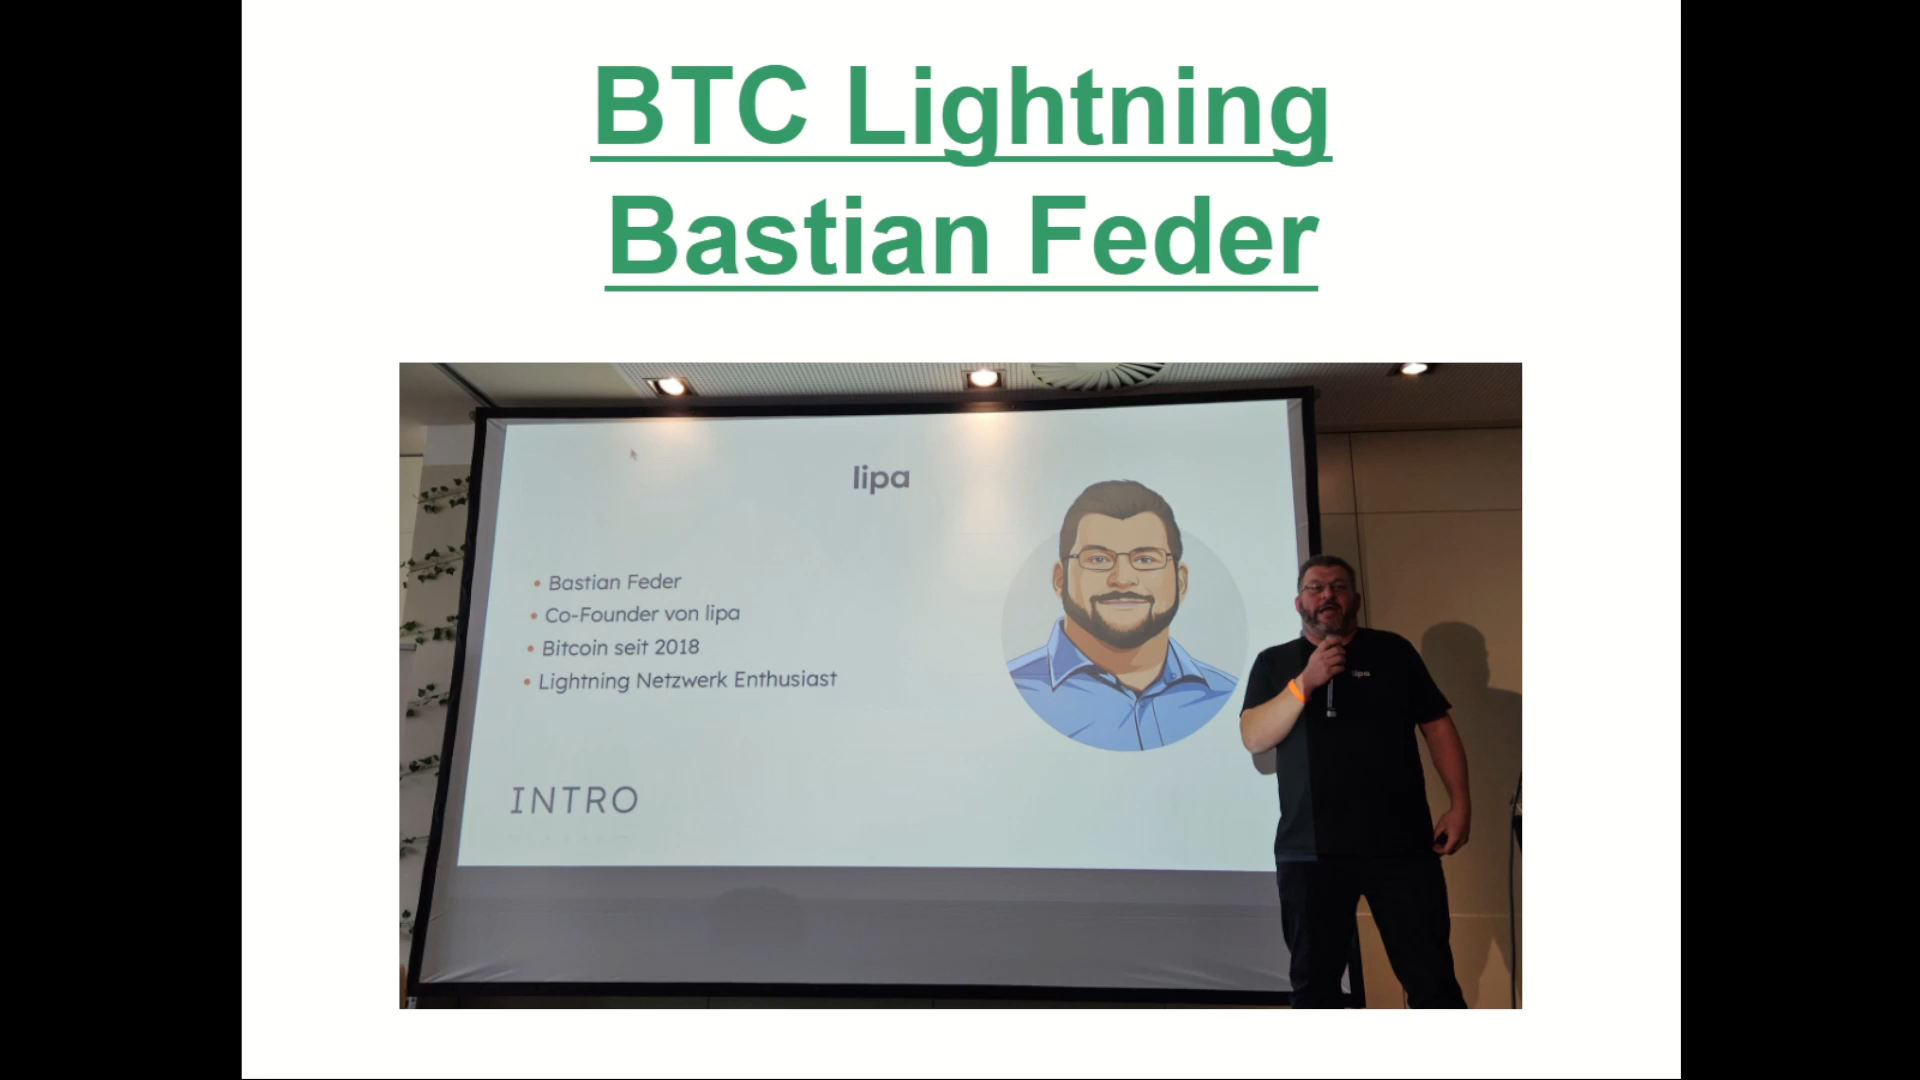 BTC Lightning
Bastian Feder
lipa
• Bastian Feder
• Co-Founder von lipa
• Bitcoin seit 2018
• Lightning Netzwerk Enthusiast
INTRO
lipa